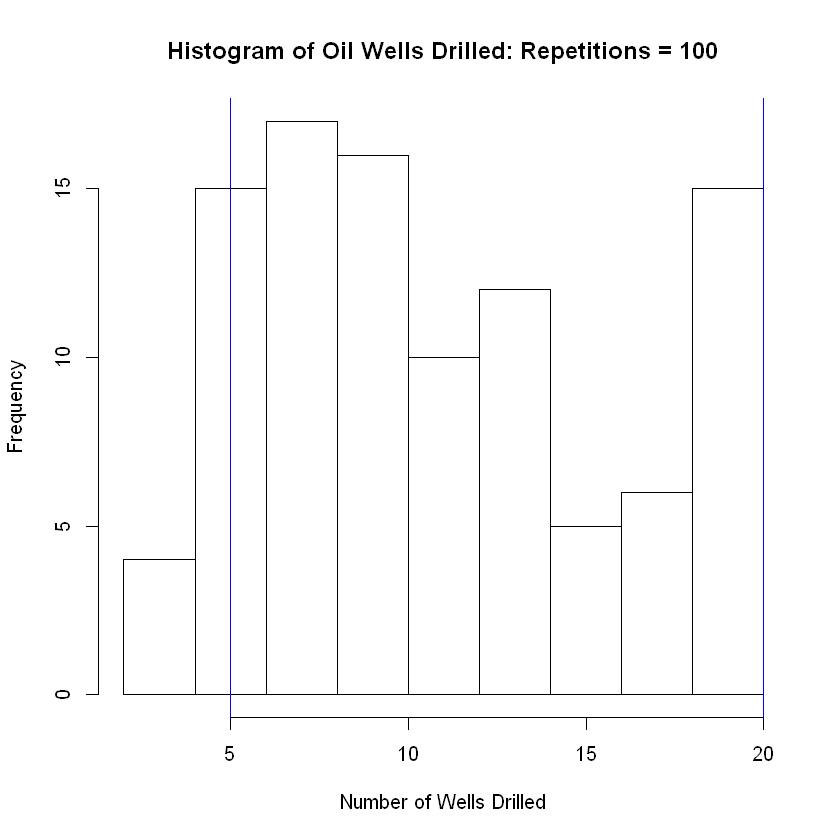 Histogram of Oil Wells Drilled: Repetitions = 100
Frequency
15
10
5
0
5 10 15 20
Number of Wells Drilled